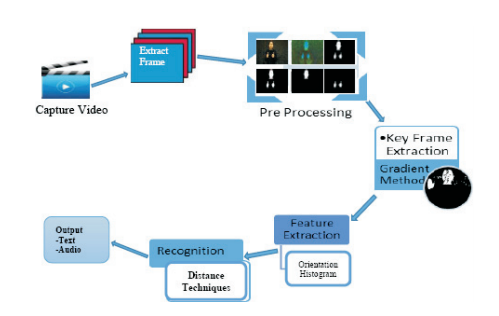 Capture Video
Extract
Frame
Pre Processing
•Key Frame
Extraction
Gradient
Method
Feature
Extraction
Orientation
Histogram
Recognition
Distance
Techniques
Output
-Text
-Audio